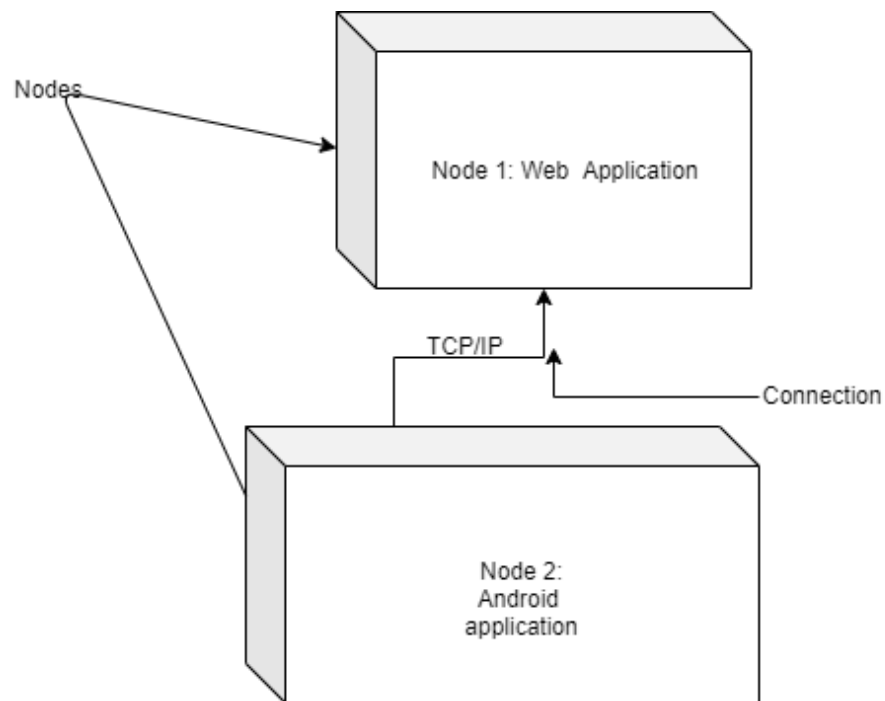 Nodes
Node 1: Web Application
TCP/IP
Connection
Node 2:
Android
application